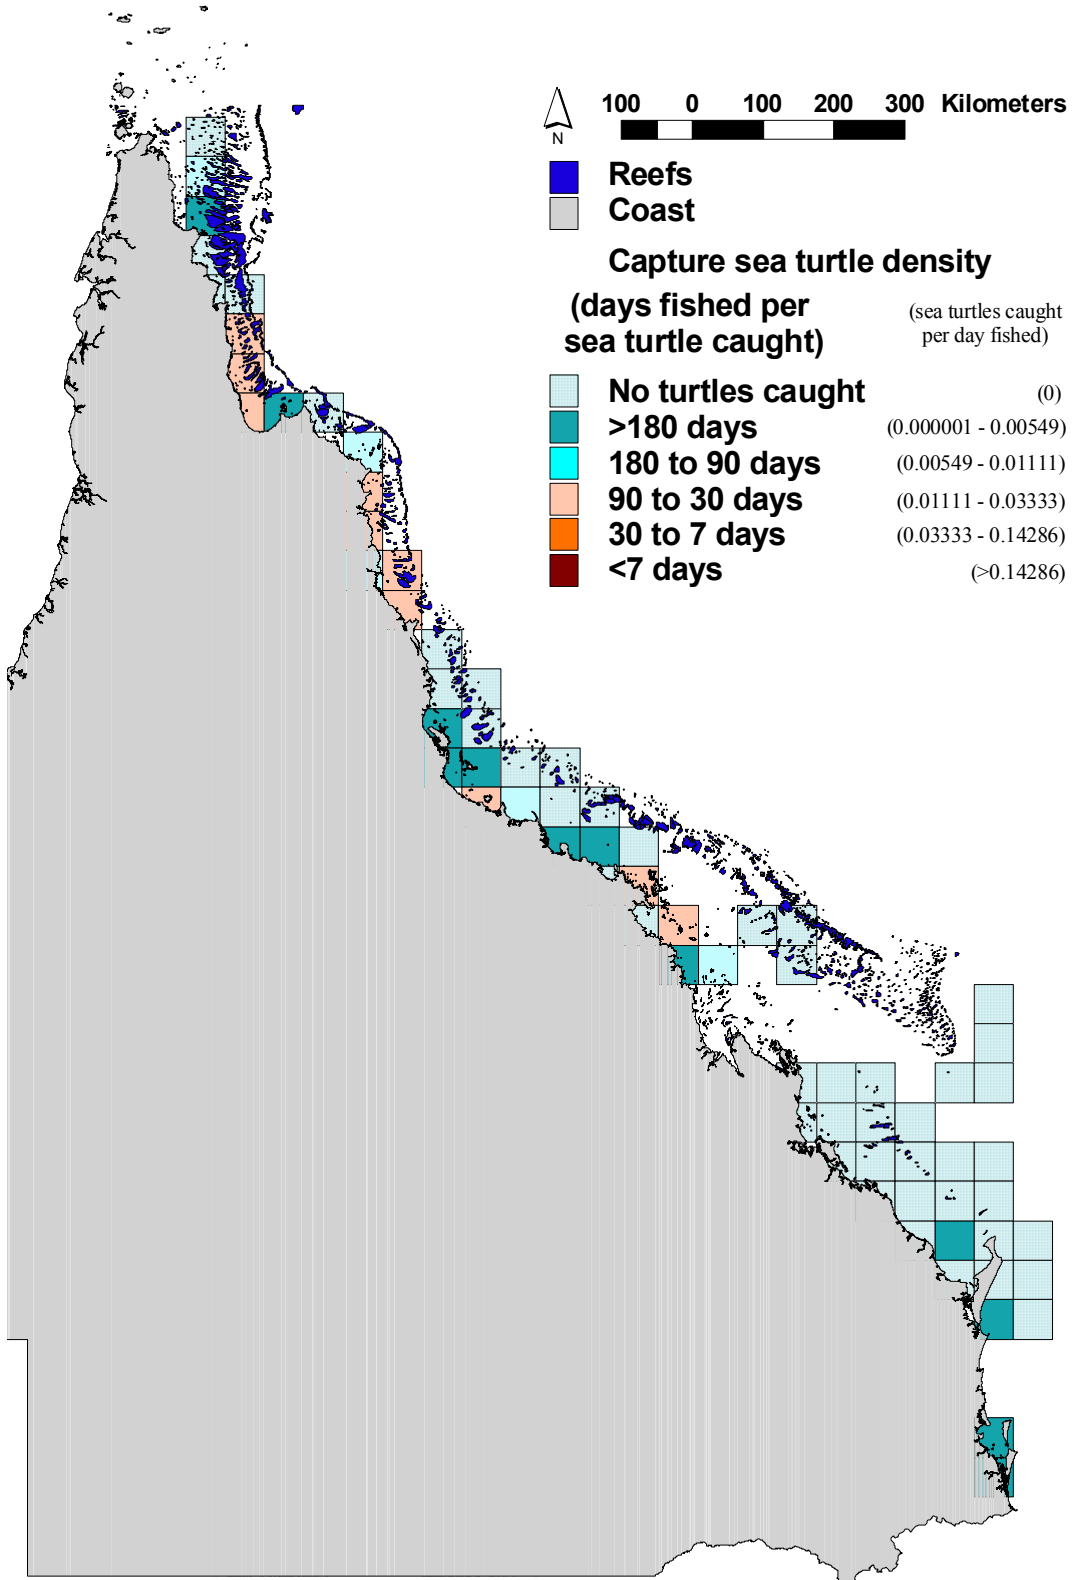 100 0 100 200 300 Kilometers
N
Reefs
Coast
Capture sea turtle density
(days fished per
sea turtle caught)
(sea turtles caught
per day fished)
No turtles caught (0)
>180 days (0.000001 - 0.00549)
180 to 90 days (0.00549 - 0.01111)
90 to 30 days (0.01111 - 0.03333)
30 to 7 days (0.03333 - 0.14286)
<7 days (>0.14286)